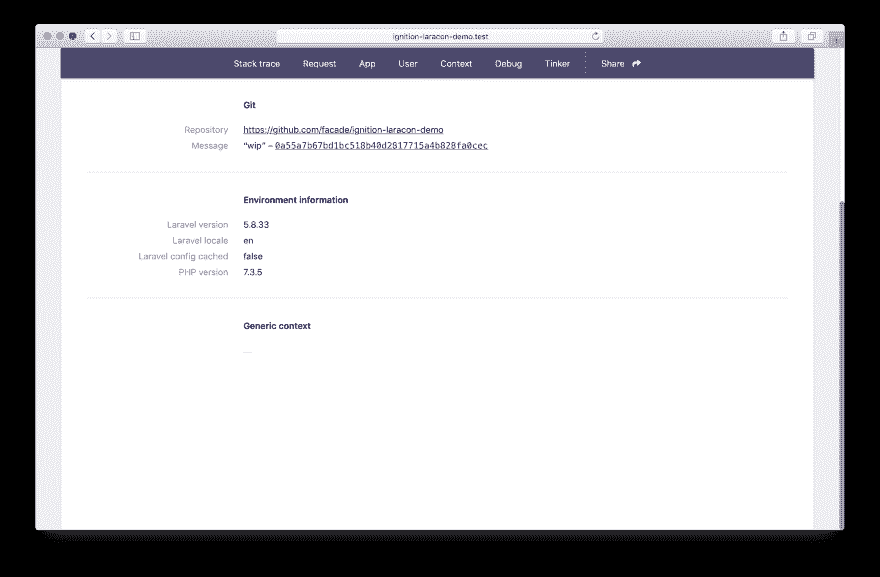 ignition-laracon-demo.test
Stack trace Request App User Context Debug Tinker Share
Git
Repository https://github.com/facade/ignition-laracon-demo
Message “wip” – 0a55a7b67bd1bc518b40d2817715a4b828fa0cec
Environment information
Laravel version 5.8.33
Laravel locale en
Laravel config cached false
PHP version 7.3.5
Generic context
—